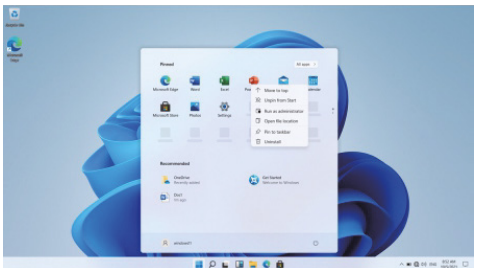 Recycle Bin
Microsoft
Edge
Pinned
All apps
Microsoft Edge
Word
Excel
Calendar
Move to top
Unpin from Start
Run as administrator
Open file location
Pin to taskbar
Uninstall
Microsoft Store
Photos
Settings
Recommended
OneDrive
Recently added
Get Started
Welcome to Windows
windows11
ENG